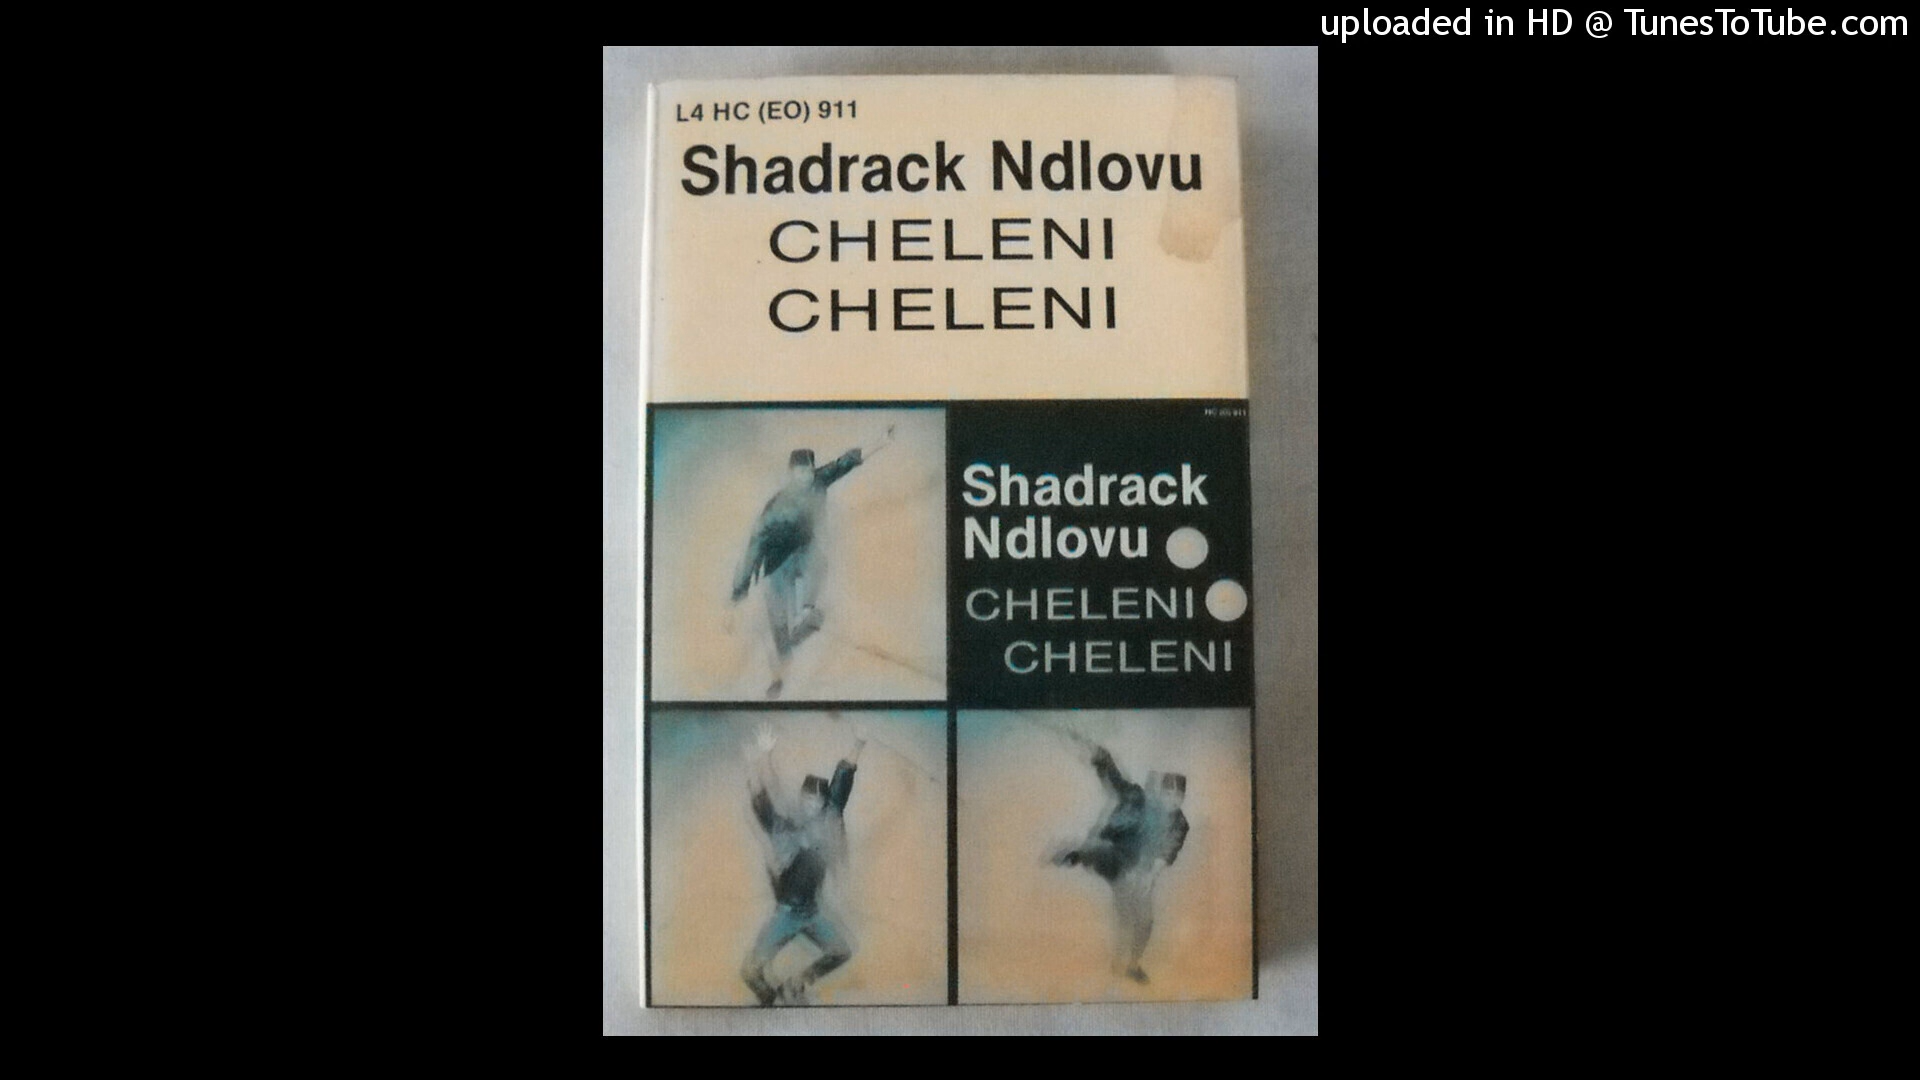 uploaded in HD @ TunesToTube.com
L4 HC (EO) 911
Shadrack Ndlovu
CHELENI
CHELENI
Shadrack
Ndlovu
CHELENI
CHELENI